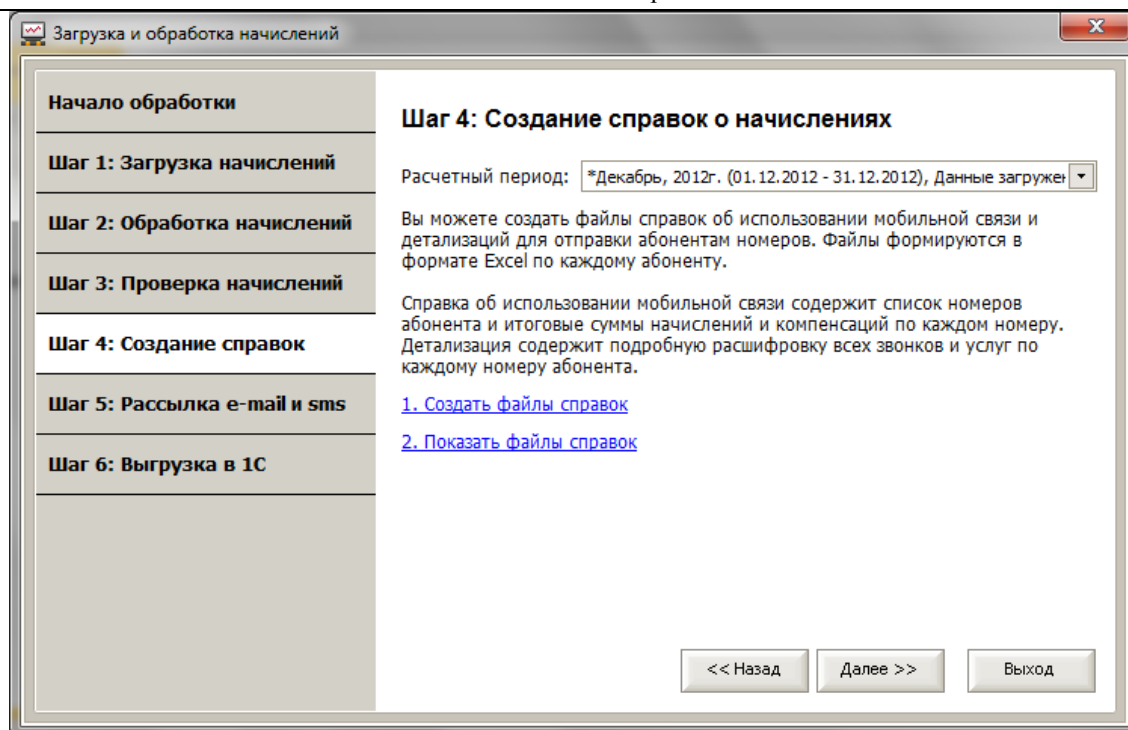 Загрузка и обработка начислений
Начало обработки
Шаг 1: Загрузка начислений
Шаг 2: Обработка начислений
Шаг 3: Проверка начислений
Шаг 4: Создание справок
Шаг 5: Рассылка e-mail и sms
Шаг 6: Выгрузка в 1С
Шаг 4: Создание справок о начислениях
Расчетный период: *Декабрь, 2012г. (01.12.2012 - 31.12.2012), Данные загружен
Вы можете создать файлы справок об использовании мобильной связи и
детализаций для отправки абонентам номеров. Файлы формируются в
формате Excel по каждому абоненту.
Справка об использовании мобильной связи содержит список номеров
абонента и итоговые суммы начислений и компенсаций по каждом номеру.
Детализация содержит подробную расшифровку всех звонков и услуг по
каждому номеру абонента.
1. Создать файлы справок
2. Показать файлы справок
<< Назад
Далее >>
Выход